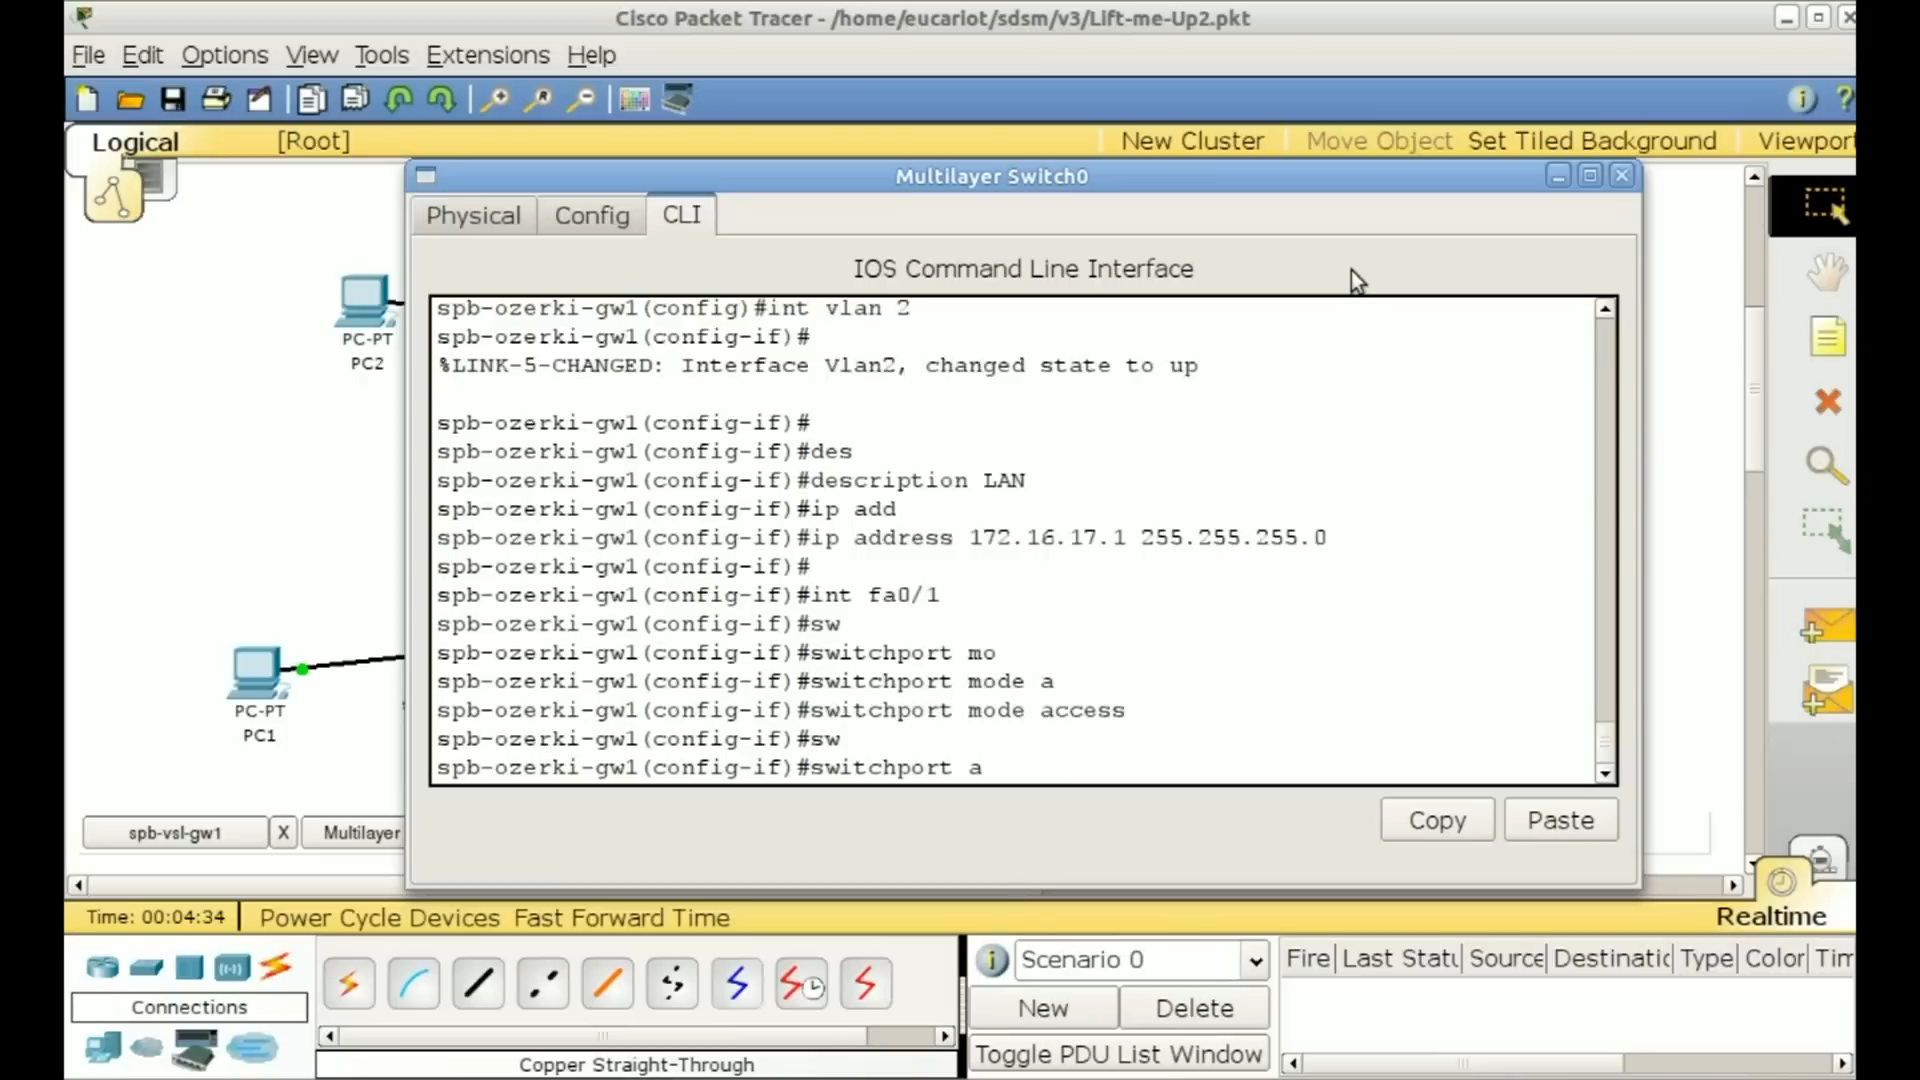 Cisco Packet Tracer - /home/eucariot/sdsm/v3/Lift-me-Up2.pkt
File Edit Options View Tools Extensions Help
Logical [Root] New Cluster Move Object Set Tiled Background Viewport
Multilayer Switch0
Physical Config CLI
IOS Command Line Interface
spb-ozerki-gw1(config)#int vlan 2
spb-ozerki-gw1(config-if)#
%LINK-5-CHANGED: Interface Vlan2, changed state to up
spb-ozerki-gw1(config-if)#
spb-ozerki-gw1(config-if)#des
spb-ozerki-gw1(config-if)#description LAN
spb-ozerki-gw1(config-if)#ip add
spb-ozerki-gw1(config-if)#ip address 172.16.17.1 255.255.255.0
spb-ozerki-gw1(config-if)#
spb-ozerki-gw1(config-if)#int fa0/1
spb-ozerki-gw1(config-if)#sw
spb-ozerki-gw1(config-if)#switchport mo
spb-ozerki-gw1(config-if)#switchport mode a
spb-ozerki-gw1(config-if)#switchport mode access
spb-ozerki-gw1(config-if)#sw
spb-ozerki-gw1(config-if)#switchport a
Copy Paste
PC-PT
PC2
PC-PT
PC1
spb-vsl-gw1 X Multilayer
Time: 00:04:34 Power Cycle Devices Fast Forward Time Realtime
Connections
Copper Straight-Through
Scenario 0
New Delete
Toggle PDU List Window
Fire Last Statu Source Destinatic Type Color Tim